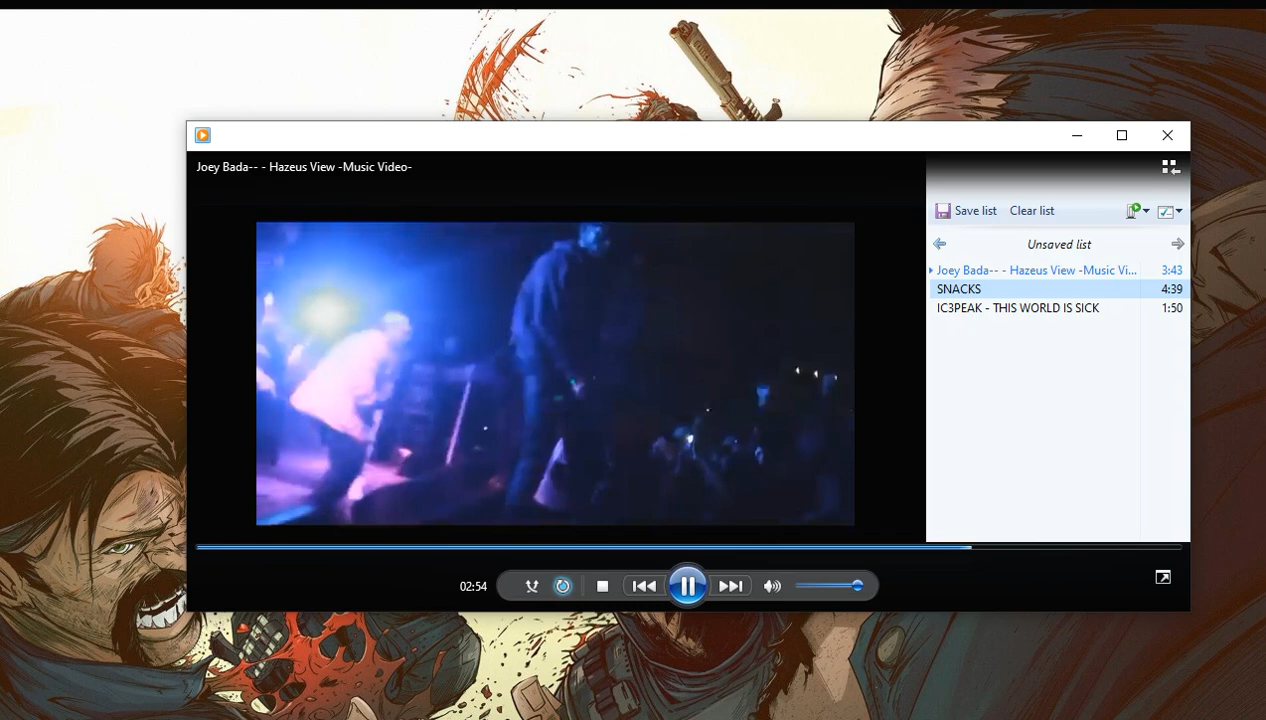 Joey Bada-- - Hazeus View -Music Video-
Save list Clear list
Unsaved list
Joey Bada-- - Hazeus View -Music Vi... 3:43
SNACKS 4:39
IC3PEAK - THIS WORLD IS SICK 1:50
02:54